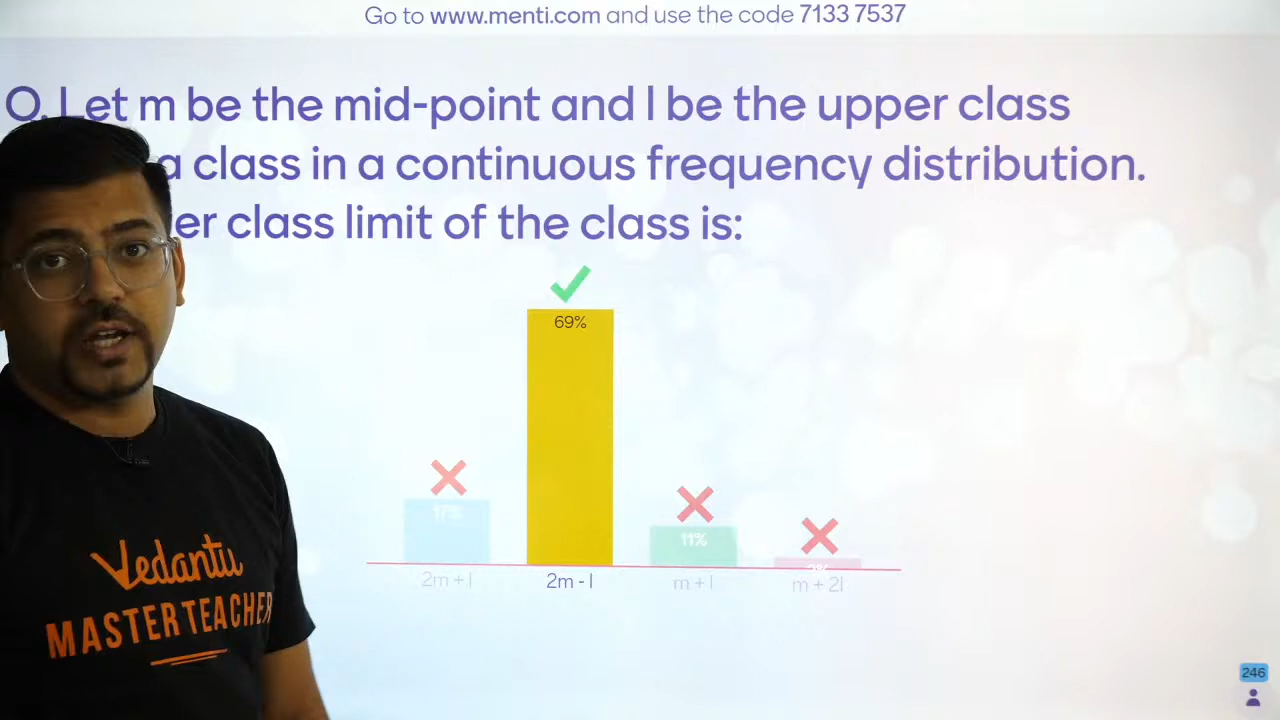 Go to www.menti.com and use the code 7133 7537
Q. Let m be the mid-point and l be the upper class
a class in a continuous frequency distribution.
er class limit of the class is:
69%
17%
11%
2m + l
2m - l
m + l
m + 2l
Vedantu
MASTER TEACHER
246